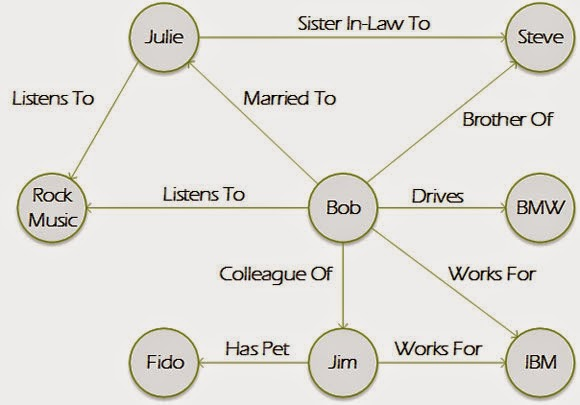 Sister In-Law To
Julie
Steve
Listens To
Married To
Brother Of
Rock
Music
Listens To
Bob
Drives
BMW
Colleague Of
Works For
Fido
Has Pet
Jim
Works For
IBM